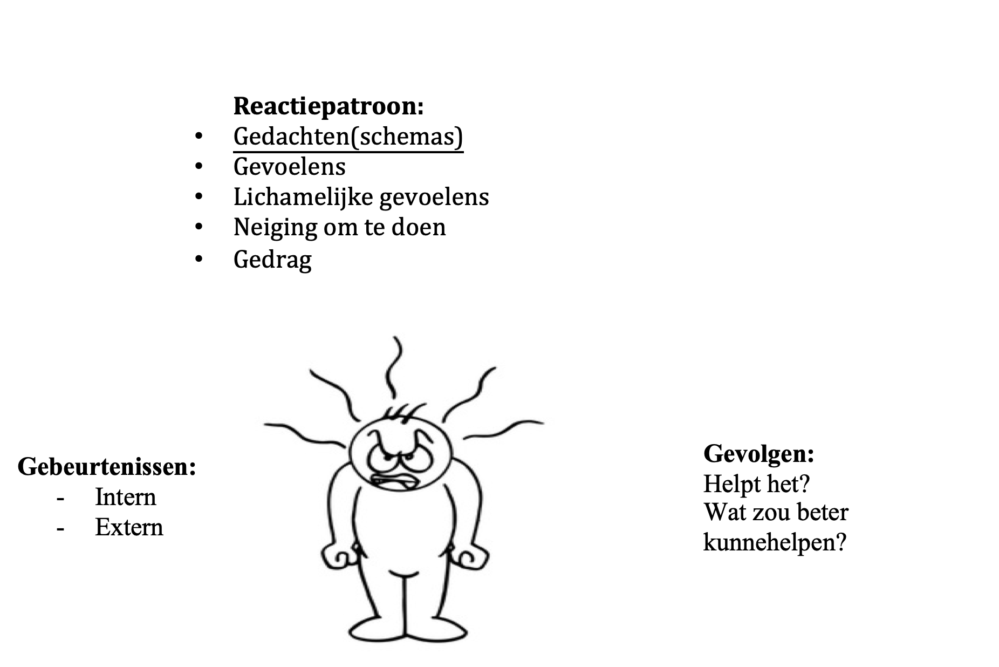 Reactiepatroon:
• Gedachten(schemas)
• Gevoelens
• Lichamelijke gevoelens
• Neiging om te doen
• Gedrag
Gebeurtenissen:
- Intern
- Extern
Gevolgen:
Helpt het?
Wat zou beter
kunnehelpen?